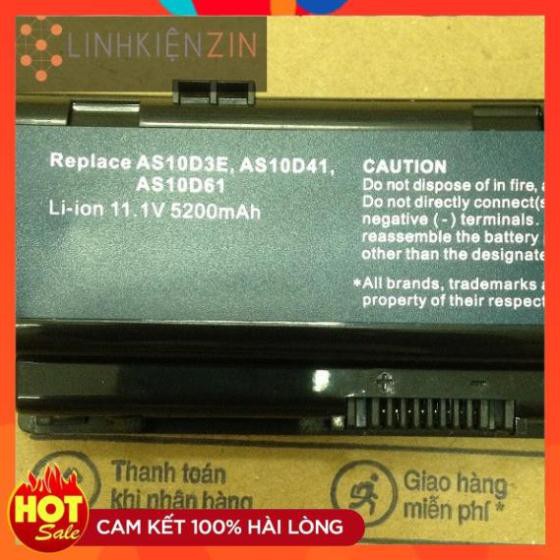 LINHKIỆNZIN
Replace AS10D3E, AS10D41,
AS10D61
Li-ion 11.1V 5200mAh
CAUTION
Do not dispose of in fire,
Do not directly connect(s
negative (-) terminals.
reassemble the battery
other than the designate
*All brands, trademarks a
property of their respect
+
Thanh toán
khi nhận hàng
Giao hàng
miễn phí *
HOT
Sale
CAM KẾT 100% HÀI LÒNG